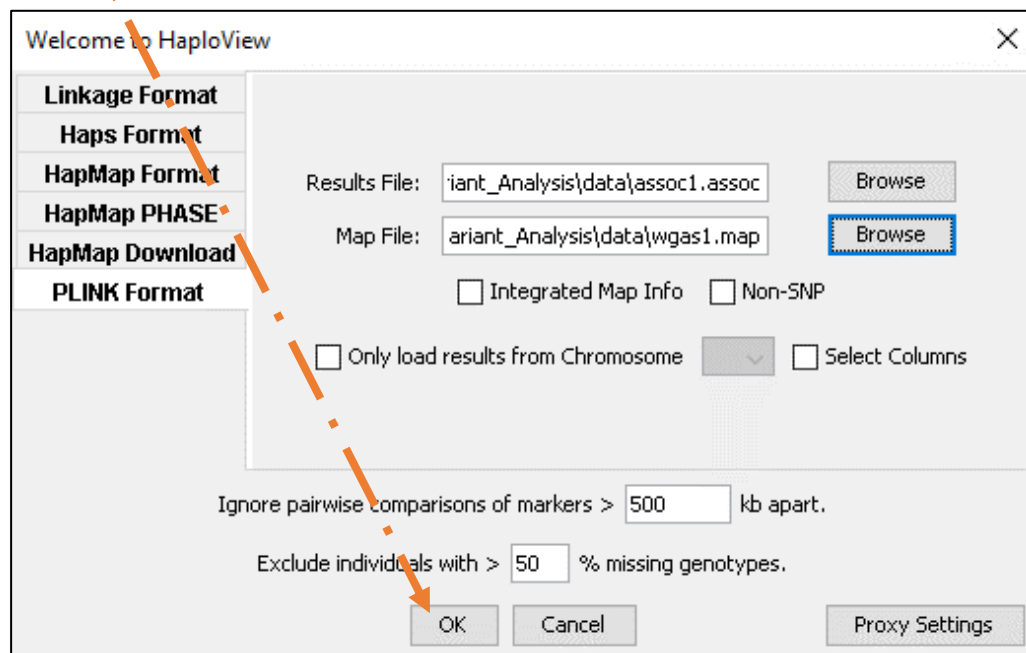 Welcome to HaploView
Linkage Format
Haps Format
HapMap Format
HapMap PHASE
HapMap Download
PLINK Format
Results File: riant_Analysis\data\assoc1.assoc Browse
Map File: ariant_Analysis\data\wgas1.map Browse
Integrated Map Info Non-SNP
Only load results from Chromosome Select Columns
Ignore pairwise comparisons of markers > 500 kb apart.
Exclude individuals with > 50 % missing genotypes.
OK Cancel Proxy Settings